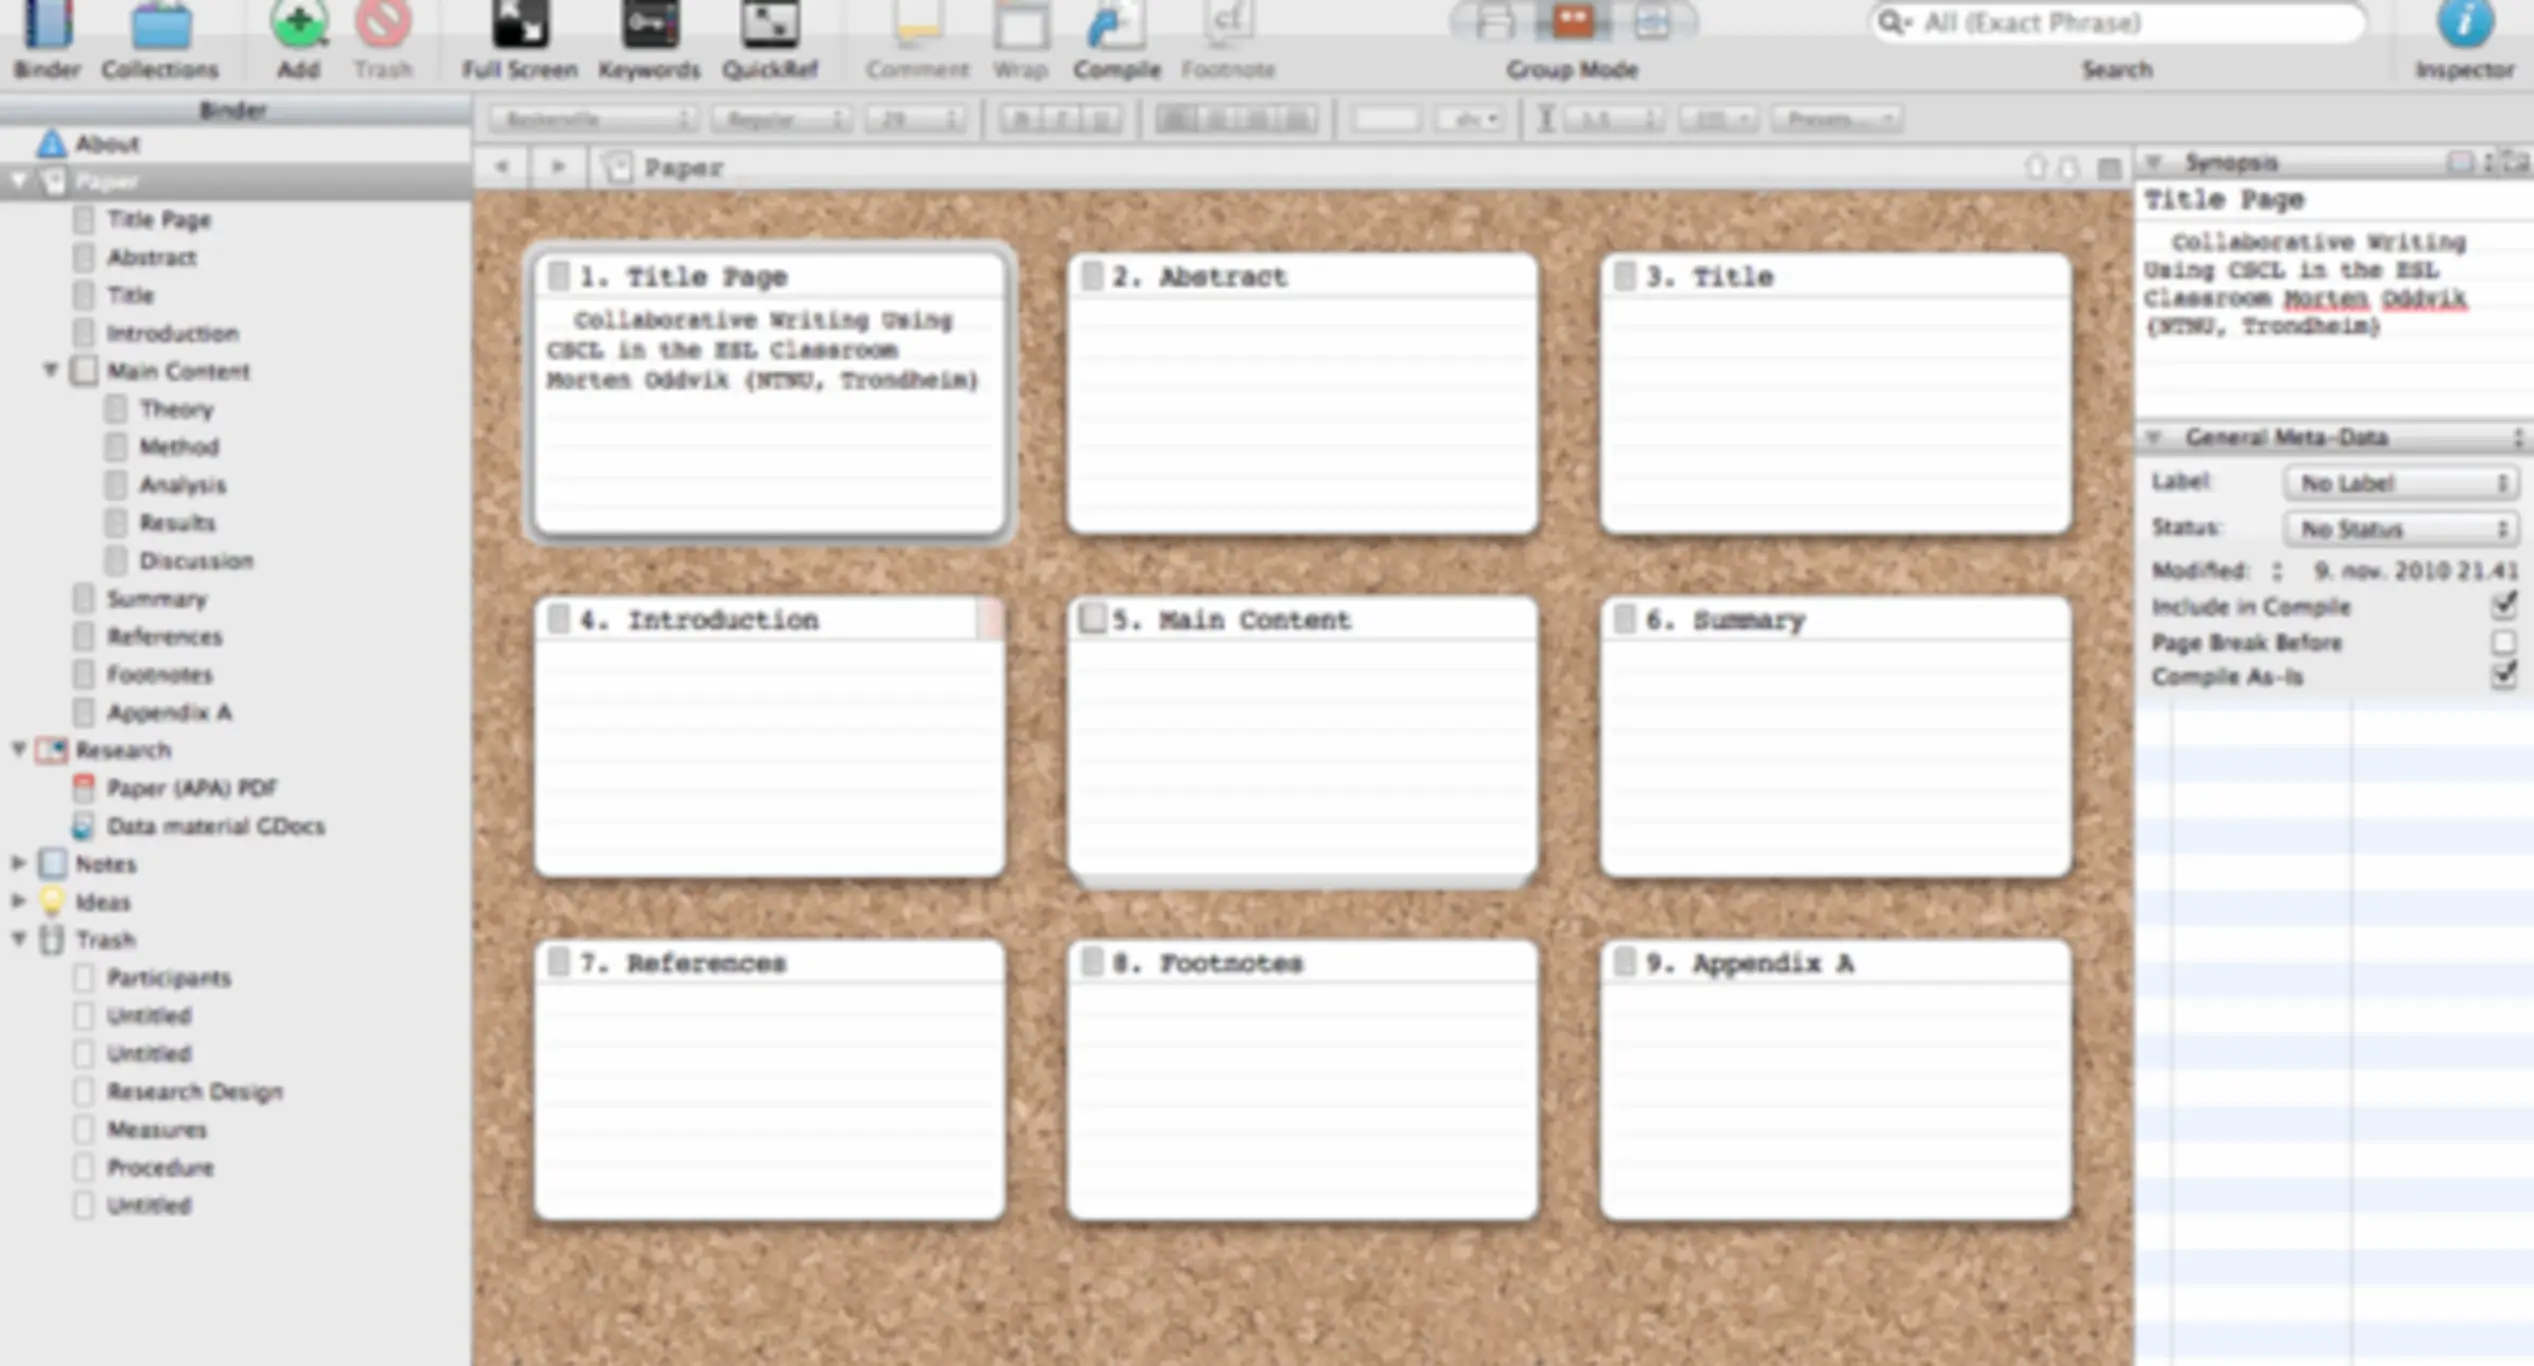 Binder Collections Add Trash Full Screen Keywords QuickRef Comment Wrap Compile Footnote Group Mode Search Inspector
All (Exact Phrase)
Binder
About
Paper
Title Page
Abstract
Title
Introduction
Main Content
Theory
Method
Analysis
Results
Discussion
Summary
References
Footnotes
Appendix A
Research
Paper (APA) PDF
Data material GDocs
Notes
Ideas
Trash
Participants
Untitled
Untitled
Research Design
Measures
Procedure
Untitled
Baskerville Regular Presets...
Paper
1. Title Page
Collaborative Writing Using
CSCL in the ESL Classroom
Morten Oddvik (NTNU, Trondheim)
2. Abstract
3. Title
4. Introduction
5. Main Content
6. Summary
7. References
8. Footnotes
9. Appendix A
Synopsis
Title Page
Collaborative Writing
Using CSCL in the ESL
Classroom Morten Oddvik
(NTNU, Trondheim)
General Meta-Data
Label: No Label
Status: No Status
Modified: 9. nov. 2010 21.41
Include in Compile
Page Break Before
Compile As-Is